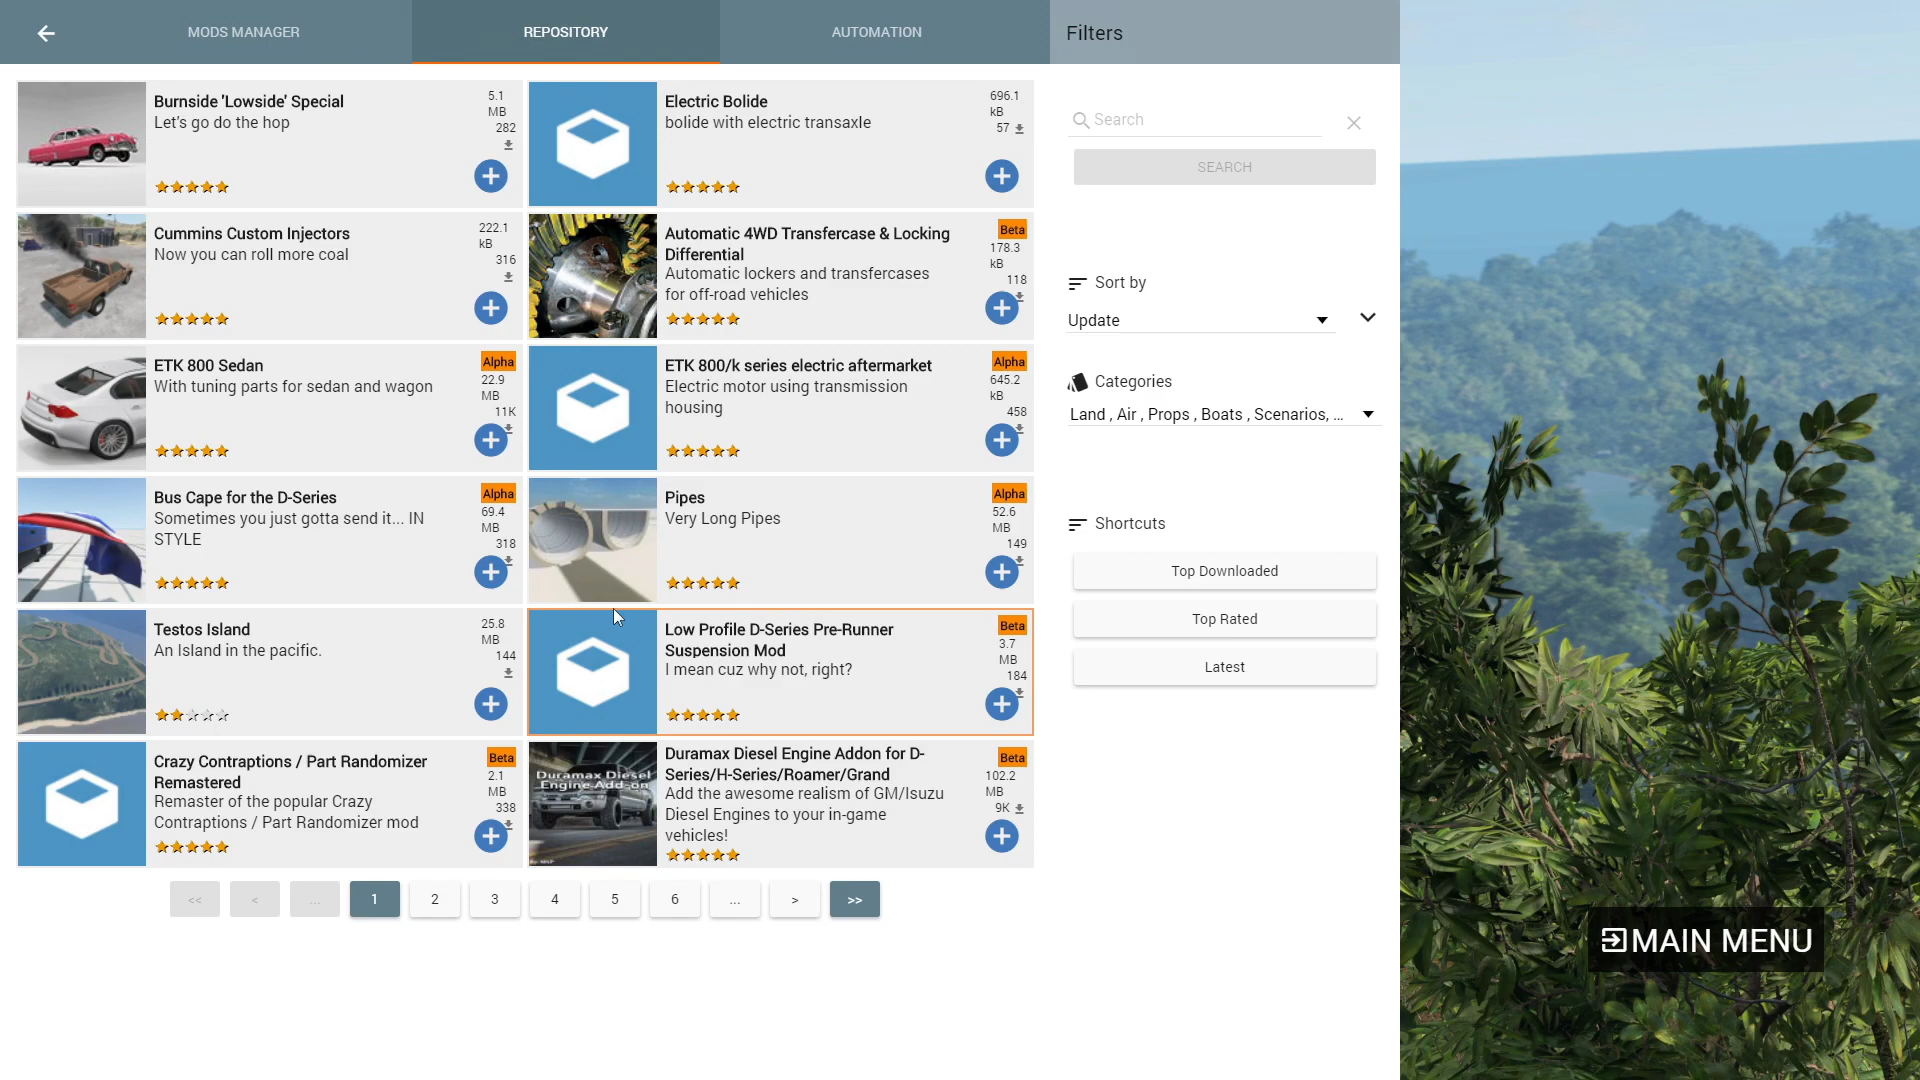 MODS MANAGER
REPOSITORY
AUTOMATION
Filters
Burnside 'Lowside' Special
Let's go do the hop
5.1
MB
282
Electric Bolide
bolide with electric transaxle
696.1
kB
57
Cummins Custom Injectors
Now you can roll more coal
222.1
kB
316
Automatic 4WD Transfercase & Locking
Differential
Automatic lockers and transfercases
for off-road vehicles
Beta
178.3
kB
118
ETK 800 Sedan
With tuning parts for sedan and wagon
Alpha
22.9
MB
11K
ETK 800/k series electric aftermarket
Electric motor using transmission
housing
Alpha
645.2
kB
458
Bus Cape for the D-Series
Sometimes you just gotta send it... IN
STYLE
Alpha
69.4
MB
318
Pipes
Very Long Pipes
Alpha
52.6
MB
149
Testos Island
An Island in the pacific.
25.8
MB
144
Low Profile D-Series Pre-Runner
Suspension Mod
I mean cuz why not, right?
Beta
3.7
MB
184
Crazy Contraptions / Part Randomizer
Remastered
Remaster of the popular Crazy
Contraptions / Part Randomizer mod
Beta
2.1
MB
338
Duramax Diesel
Engine Add-on
Duramax Diesel Engine Addon for D-
Series/H-Series/Roamer/Grand
Add the awesome realism of GM/Isuzu
Diesel Engines to your in-game
vehicles!
Beta
102.2
MB
9K
<< < ... 1 2 3 4 5 6 ... > >>
Search
SEARCH
Sort by
Update
Categories
Land , Air , Props , Boats , Scenarios, ...
Shortcuts
Top Downloaded
Top Rated
Latest
MAIN MENU